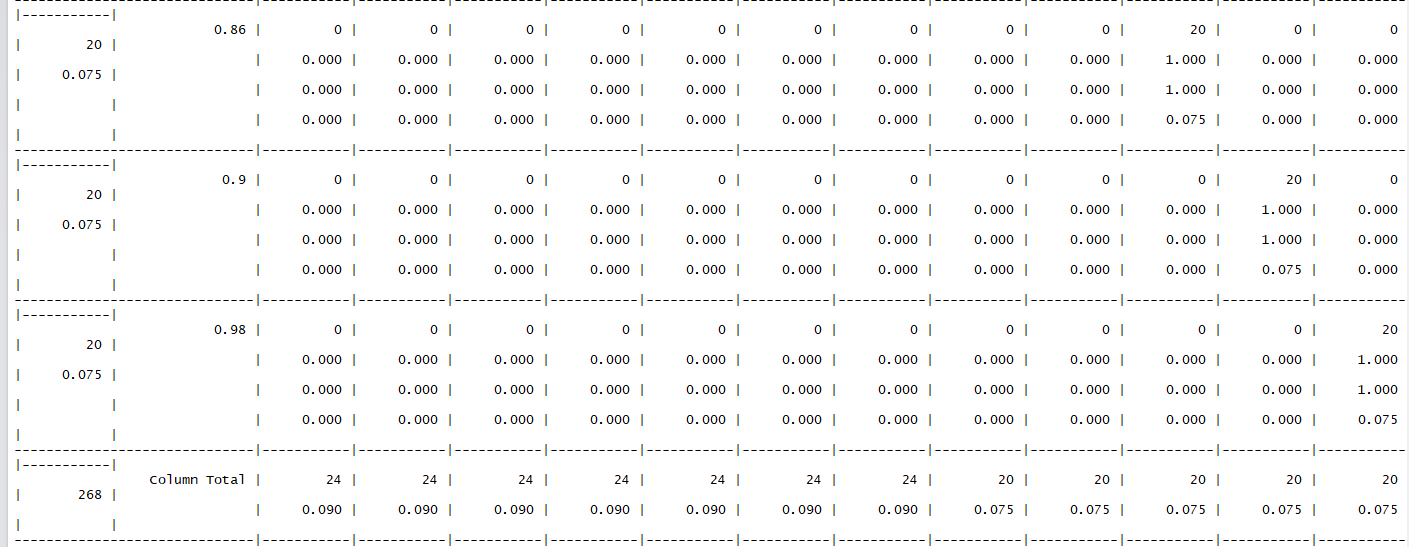 -----------------------------|-----------|-----------|-----------|-----------|-----------|-----------|-----------|-----------|-----------|-----------|-----------|-----------
|-----------|
0.86 | 0 | 0 | 0 | 0 | 0 | 0 | 0 | 0 | 0 | 20 | 0 | 0
| 20 |
| 0.000 | 0.000 | 0.000 | 0.000 | 0.000 | 0.000 | 0.000 | 0.000 | 0.000 | 1.000 | 0.000 | 0.000
| 0.075 |
| 0.000 | 0.000 | 0.000 | 0.000 | 0.000 | 0.000 | 0.000 | 0.000 | 0.000 | 1.000 | 0.000 | 0.000
| |
| 0.000 | 0.000 | 0.000 | 0.000 | 0.000 | 0.000 | 0.000 | 0.000 | 0.000 | 0.075 | 0.000 | 0.000
| |
-----------------------------|-----------|-----------|-----------|-----------|-----------|-----------|-----------|-----------|-----------|-----------|-----------|-----------
|-----------|
0.9 | 0 | 0 | 0 | 0 | 0 | 0 | 0 | 0 | 0 | 0 | 20 | 0
| 20 |
| 0.000 | 0.000 | 0.000 | 0.000 | 0.000 | 0.000 | 0.000 | 0.000 | 0.000 | 0.000 | 1.000 | 0.000
| 0.075 |
| 0.000 | 0.000 | 0.000 | 0.000 | 0.000 | 0.000 | 0.000 | 0.000 | 0.000 | 0.000 | 1.000 | 0.000
| |
| 0.000 | 0.000 | 0.000 | 0.000 | 0.000 | 0.000 | 0.000 | 0.000 | 0.000 | 0.000 | 0.075 | 0.000
| |
-----------------------------|-----------|-----------|-----------|-----------|-----------|-----------|-----------|-----------|-----------|-----------|-----------|-----------
|-----------|
0.98 | 0 | 0 | 0 | 0 | 0 | 0 | 0 | 0 | 0 | 0 | 0 | 20
| 20 |
| 0.000 | 0.000 | 0.000 | 0.000 | 0.000 | 0.000 | 0.000 | 0.000 | 0.000 | 0.000 | 0.000 | 1.000
| 0.075 |
| 0.000 | 0.000 | 0.000 | 0.000 | 0.000 | 0.000 | 0.000 | 0.000 | 0.000 | 0.000 | 0.000 | 1.000
| |
| 0.000 | 0.000 | 0.000 | 0.000 | 0.000 | 0.000 | 0.000 | 0.000 | 0.000 | 0.000 | 0.000 | 0.075
| |
-----------------------------|-----------|-----------|-----------|-----------|-----------|-----------|-----------|-----------|-----------|-----------|-----------|-----------
|-----------|
Column Total | 24 | 24 | 24 | 24 | 24 | 24 | 24 | 20 | 20 | 20 | 20 | 20
| 268 |
| 0.090 | 0.090 | 0.090 | 0.090 | 0.090 | 0.090 | 0.090 | 0.075 | 0.075 | 0.075 | 0.075 | 0.075
| |
-----------------------------|-----------|-----------|-----------|-----------|-----------|-----------|-----------|-----------|-----------|-----------|-----------|-----------